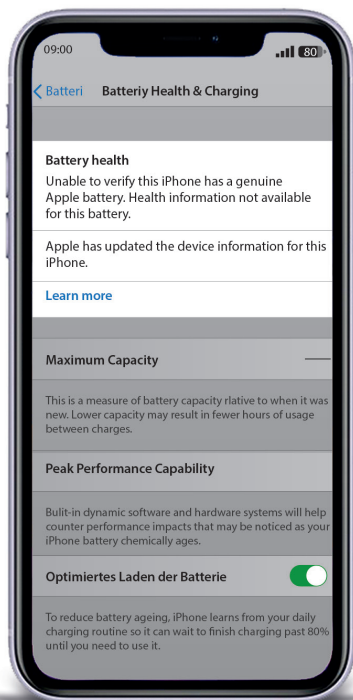 09:00
80
Batteri Batteriy Health & Charging
Battery health
Unable to verify this iPhone has a genuine
Apple battery. Health information not available
for this battery.
Apple has updated the device information for this
iPhone.
Learn more
Maximum Capacity
This is a measure of battery capacity rlative to when it was
new. Lower capacity may result in fewer hours of usage
between charges.
Peak Performance Capability
Bulit-in dynamic software and hardware systems will help
counter performance impacts that may be noticed as your
iPhone battery chemically ages.
Optimiertes Laden der Batterie
To reduce battery ageing, iPhone learns from your daily
charging routine so it can wait to finish charging past 80%
until you need to use it.